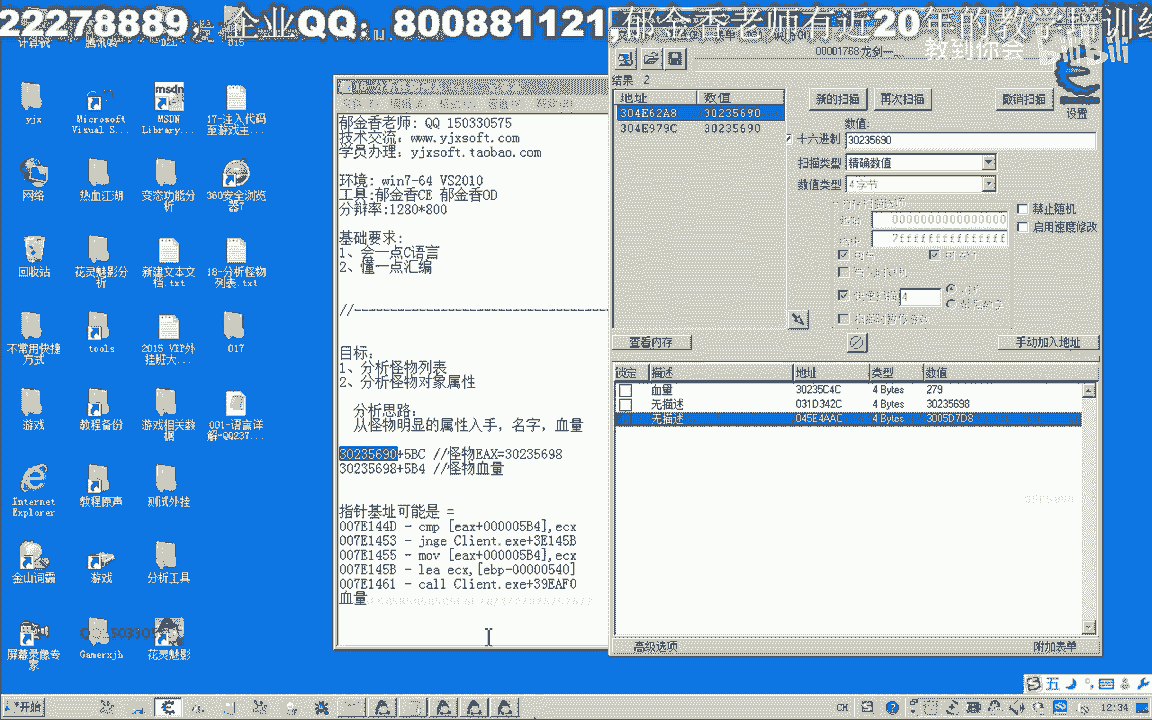 22278889, 企业QQ: 800881121,郁金香老师有近20年的教学培训经
教到你会
bilibili
00001768-龙剑一
计算机
yjx
Microsoft Visual S...
MSDN Library...
17-注入代码至游戏主...
网络
热血江湖
变态功能分析
360安全浏览器7
回收站
花灵魅影分析
新建文本文档.txt
18-分析怪物列表.txt
不常用快捷方式
tools
2015 VIP外挂班大...
017
游戏
教程备份
游戏相关数据
001-语言详解-QQ237...
Internet Explorer
教程原声
测试外挂
金山词霸
游戏
分析工具
屏幕录像专家
Gamerxjh
花灵魅影
郁金香老师: QQ 150330575
技术交流: www.yjxsoft.com
学员办理: yjxsoft.taobao.com
环境: win7-64 VS2010
工具:郁金香CE 郁金香OD
分辩率:1280*800
基础要求:
1、会一点C语言
2、懂一点汇编
目标:
1、分析怪物列表
2、分析怪物对象属性
分析思路:
从怪物明显的属性入手，名字，血量
30235690+5BC //怪物EAX=30235698
30235698+5B4 //怪物血量
指针基址可能是 =
007E144D - cmp [eax+000005B4],ecx
007E1453 - jnge Client.exe+3E145B
007E1455 - mov [eax+000005B4],ecx
007E145B - lea ecx,[ebp-00000540]
007E1461 - call Client.exe+39EAF0
血量
结果 2
地址 数值
304E62A8 30235690
304E979C 30235690
新的扫描 再次扫描 撤销扫描
设置
数值:
十六进制 30235690
扫描类型 精确数值
数值类型 4字节
0000000000000000
7fffffffffffffff
禁止随机
启用速度修改
4
查看内存 手动加入地址
锁定 描述 地址 类型 数值
血量 30235C4C 4 Bytes 279
无描述 031D342C 4 Bytes 30235698
无描述 045E4AAC 4 Bytes 3005D7D8
高级选项 附加表单
开始
五
CH
12:34